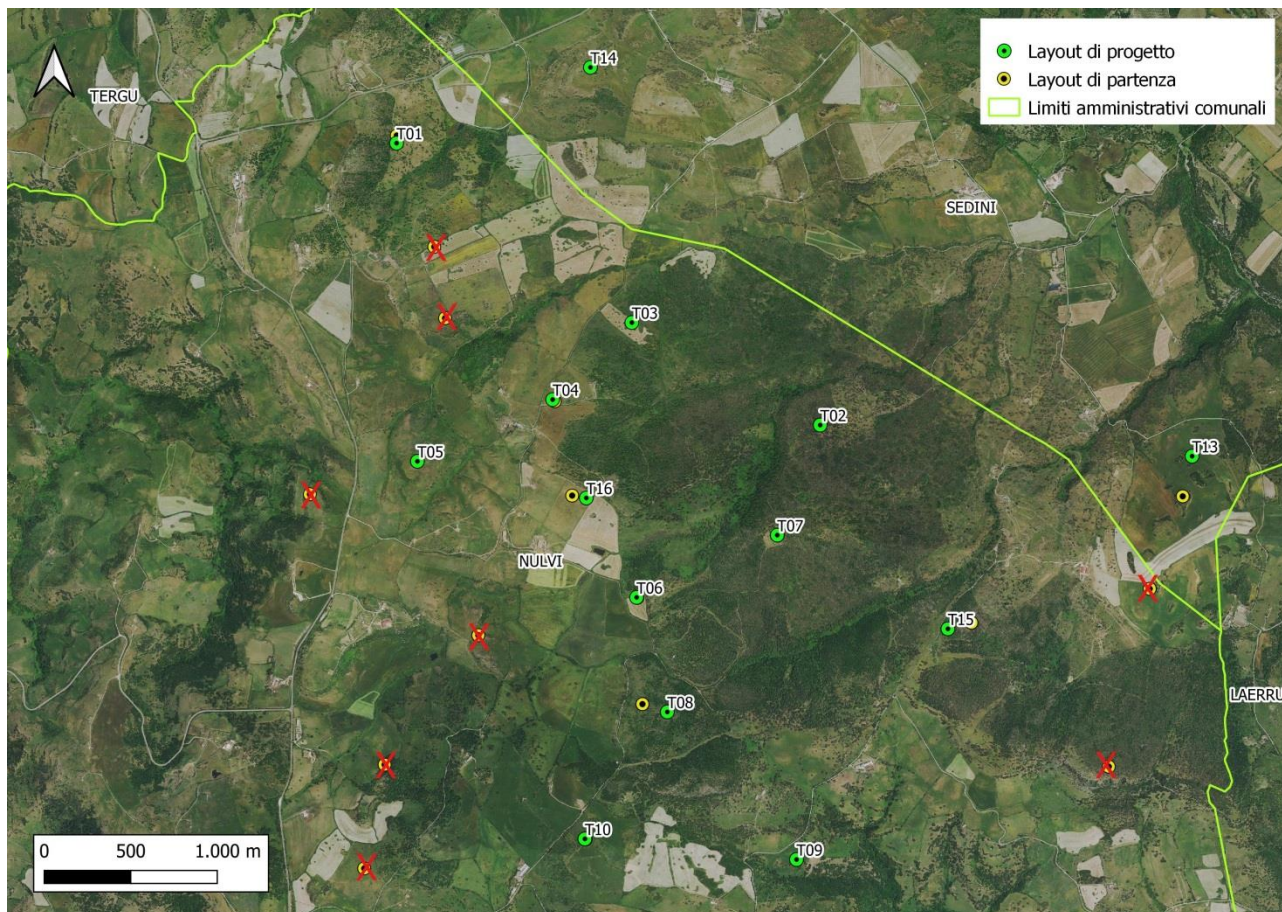 Layout di progetto
Layout di partenza
Limiti amministrativi comunali
T14
TERGU
T01
SEDINI
T03
T04
T02
T05
T13
T16
T07
NULVI
T06
T15
LAERRU
T08
T10
T09
0 500 1.000 m